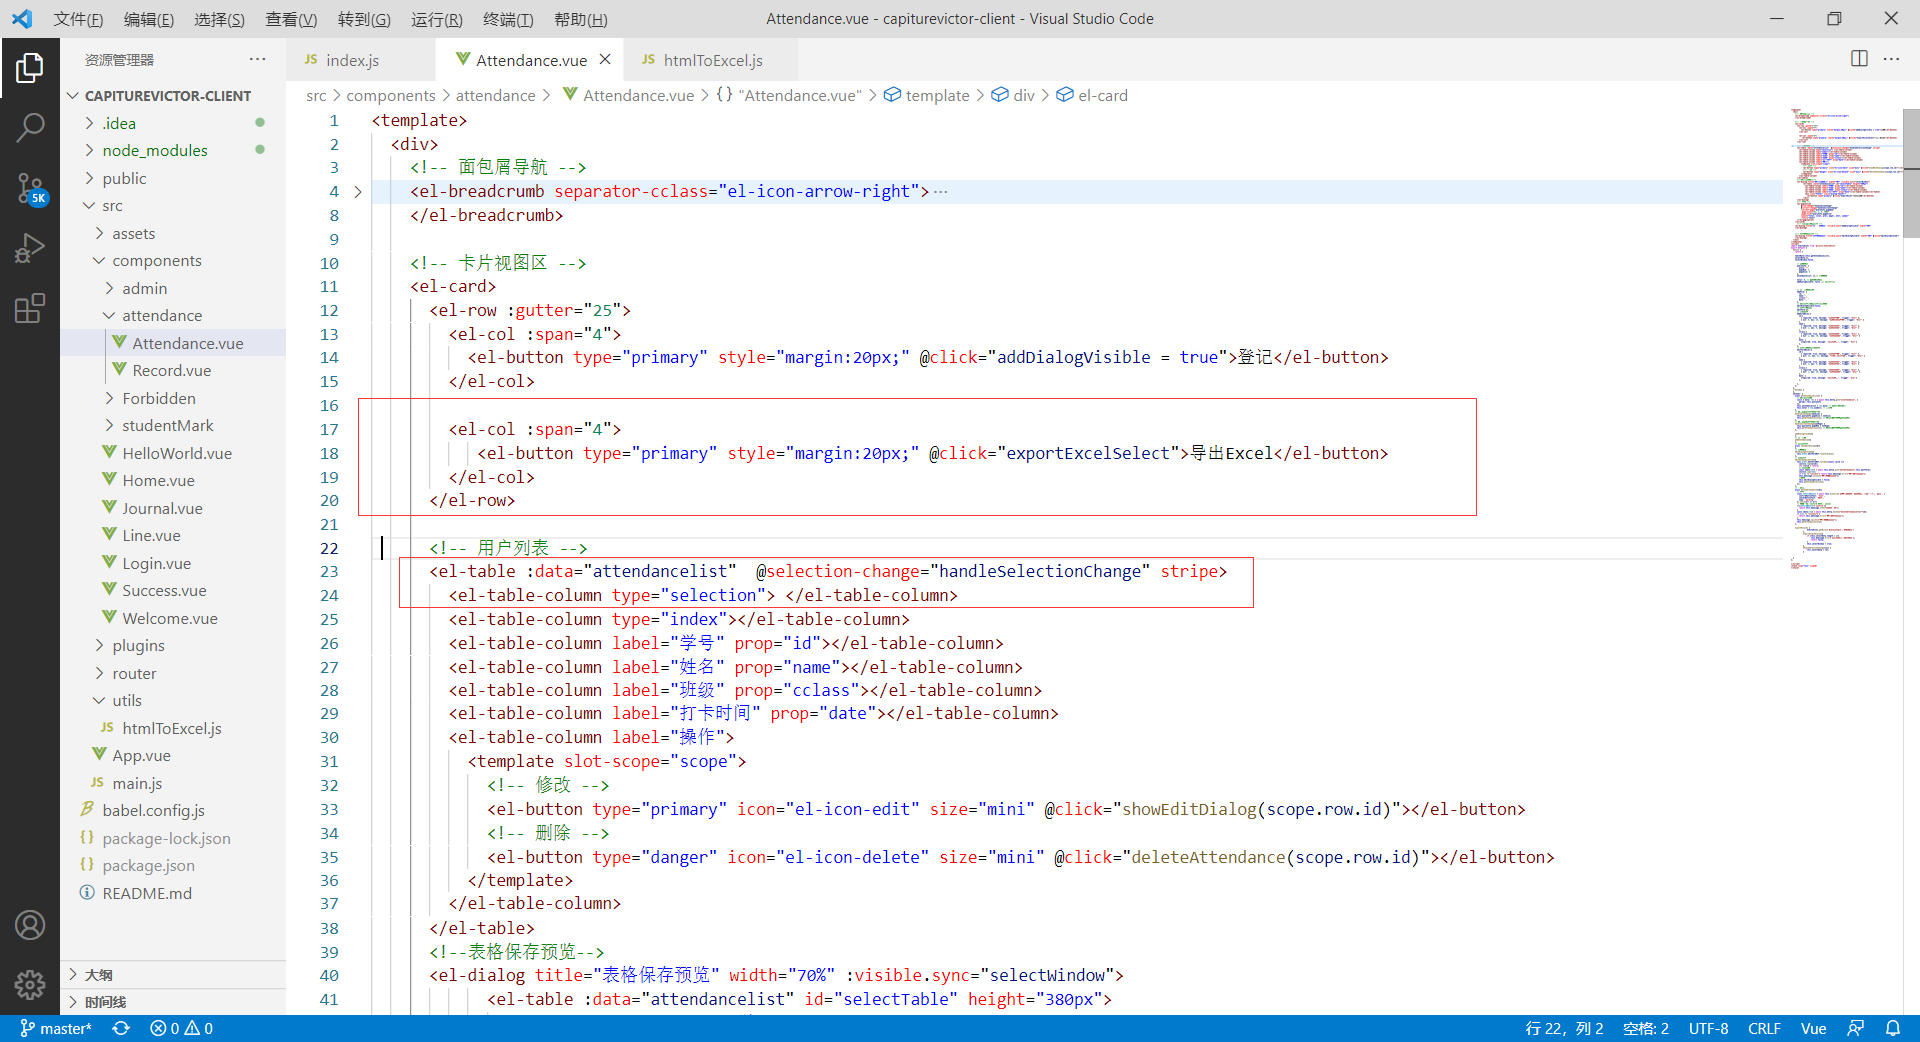 文件(F) 编辑(E) 选择(S) 查看(V) 转到(G) 运行(R) 终端(T) 帮助(H) Attendance.vue - capiturevictor-client - Visual Studio Code
资源管理器
CAPITUREVICTOR-CLIENT
.idea
node_modules
public
src
assets
components
admin
attendance
Attendance.vue
Record.vue
Forbidden
studentMark
HelloWorld.vue
Home.vue
Journal.vue
Line.vue
Login.vue
Success.vue
Welcome.vue
plugins
router
utils
JS htmlToExcel.js
App.vue
JS main.js
babel.config.js
{} package-lock.json
{} package.json
README.md
大纲
时间线
5K
JS index.js Attendance.vue JS htmlToExcel.js
src > components > attendance > Attendance.vue > {} "Attendance.vue" > template > div > el-card
1 <template>
2 <div>
3 <!-- 面包屑导航 -->
4 <el-breadcrumb separator-cclass="el-icon-arrow-right">…
8 </el-breadcrumb>
9
10 <!-- 卡片视图区 -->
11 <el-card>
12 <el-row :gutter="25">
13 <el-col :span="4">
14 <el-button type="primary" style="margin:20px;" @click="addDialogVisible = true">登记</el-button>
15 </el-col>
16
17 <el-col :span="4">
18 <el-button type="primary" style="margin:20px;" @click="exportExcelSelect">导出Excel</el-button>
19 </el-col>
20 </el-row>
21
22 <!-- 用户列表 -->
23 <el-table :data="attendancelist" @selection-change="handleSelectionChange" stripe>
24 <el-table-column type="selection"> </el-table-column>
25 <el-table-column type="index"></el-table-column>
26 <el-table-column label="学号" prop="id"></el-table-column>
27 <el-table-column label="姓名" prop="name"></el-table-column>
28 <el-table-column label="班级" prop="cclass"></el-table-column>
29 <el-table-column label="打卡时间" prop="date"></el-table-column>
30 <el-table-column label="操作">
31 <template slot-scope="scope">
32 <!-- 修改 -->
33 <el-button type="primary" icon="el-icon-edit" size="mini" @click="showEditDialog(scope.row.id)"></el-button>
34 <!-- 删除 -->
35 <el-button type="danger" icon="el-icon-delete" size="mini" @click="deleteAttendance(scope.row.id)"></el-button>
36 </template>
37 </el-table-column>
38 </el-table>
39 <!--表格保存预览-->
40 <el-dialog title="表格保存预览" width="70%" :visible.sync="selectWindow">
41 <el-table :data="attendancelist" id="selectTable" height="380px">
master* 0 0 行 22，列 2 空格: 2 UTF-8 CRLF Vue